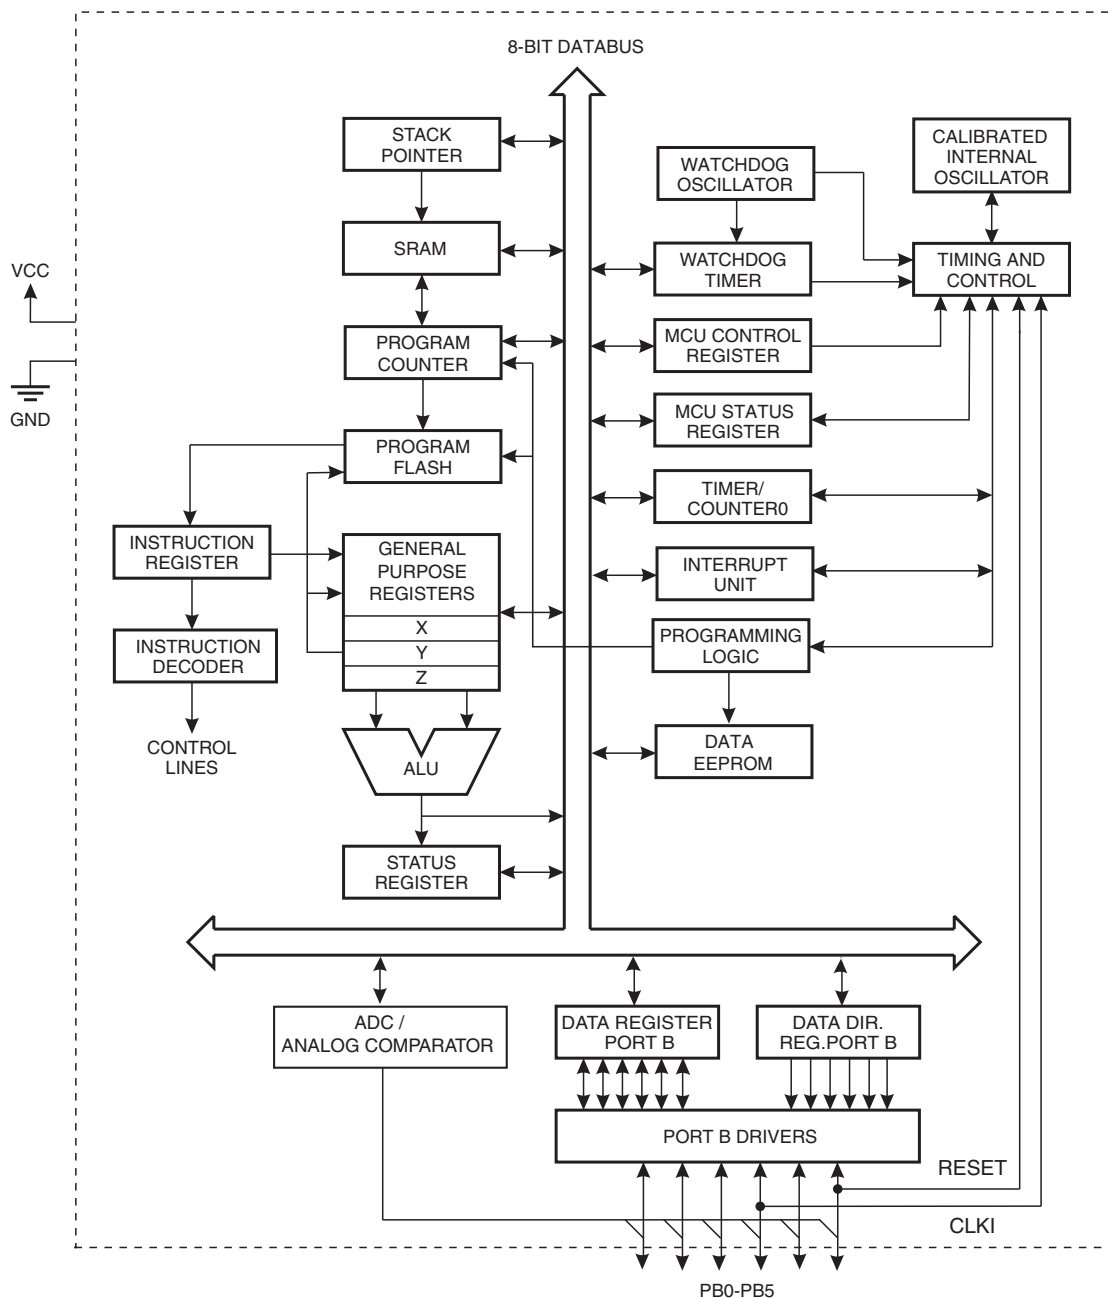 8-BIT DATABUS
STACK
POINTER
SRAM
PROGRAM
COUNTER
PROGRAM
FLASH
VCC
GND
INSTRUCTION
REGISTER
INSTRUCTION
DECODER
CONTROL
LINES
GENERAL
PURPOSE
REGISTERS
X
Y
Z
ALU
STATUS
REGISTER
WATCHDOG
OSCILLATOR
WATCHDOG
TIMER
MCU CONTROL
REGISTER
MCU STATUS
REGISTER
TIMER/
COUNTER0
INTERRUPT
UNIT
PROGRAMMING
LOGIC
DATA
EEPROM
CALIBRATED
INTERNAL
OSCILLATOR
TIMING AND
CONTROL
ADC /
ANALOG COMPARATOR
DATA REGISTER
PORT B
DATA DIR.
REG.PORT B
PORT B DRIVERS
RESET
CLKI
PB0-PB5